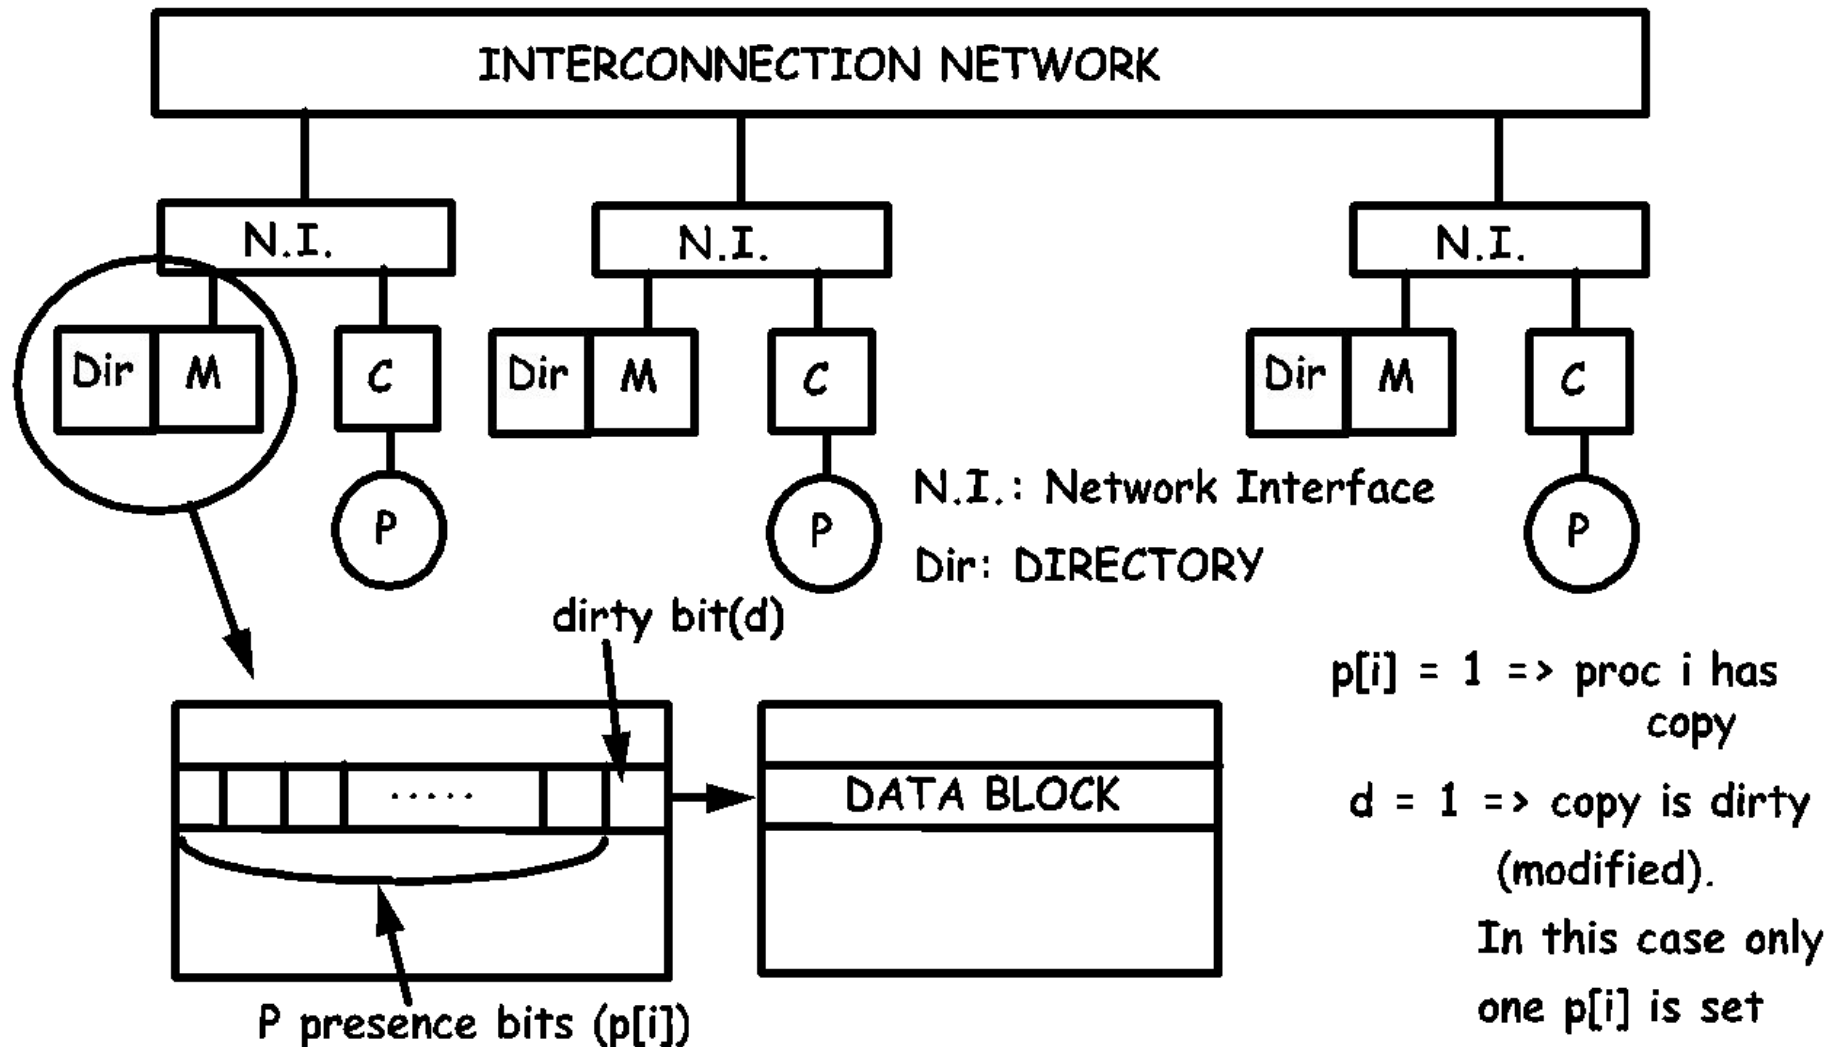 INTERCONNECTION NETWORK
N.I.
N.I.
N.I.
Dir
M
C
Dir
M
C
Dir
M
C
P
P
P
N.I.: Network Interface
Dir: DIRECTORY
dirty bit(d)
p[i] = 1 => proc i has
copy
.....
DATA BLOCK
d = 1 => copy is dirty
(modified).
In this case only
one p[i] is set
P presence bits (p[i])